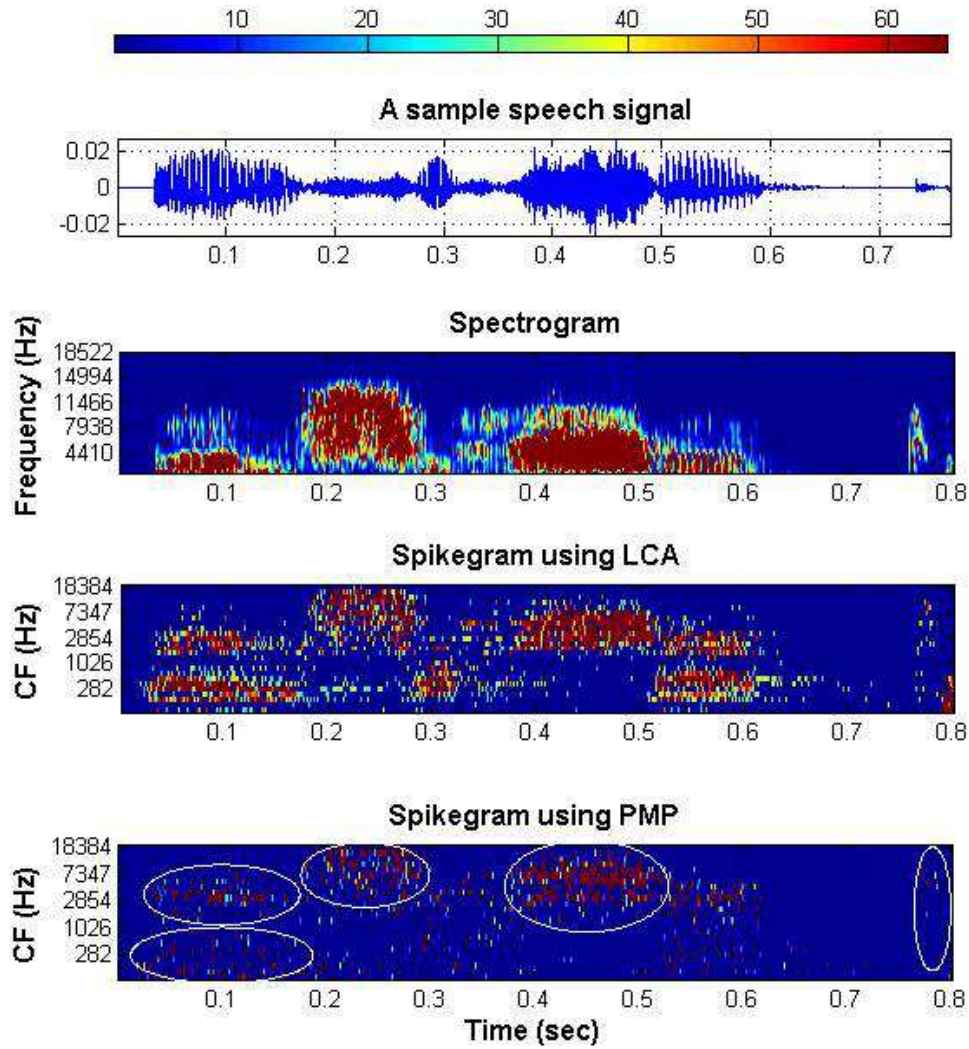 10 20 30 40 50 60
A sample speech signal
0.02
0
-0.02
0.1 0.2 0.3 0.4 0.5 0.6 0.7
Spectrogram
Frequency (Hz)
18522
14994
11466
7938
4410
0.1 0.2 0.3 0.4 0.5 0.6 0.7 0.8
Spikegram using LCA
CF (Hz)
18384
7347
2854
1026
282
0.1 0.2 0.3 0.4 0.5 0.6 0.7 0.8
Spikegram using PMP
CF (Hz)
18384
7347
2854
1026
282
0.1 0.2 0.3 0.4 0.5 0.6 0.7 0.8
Time (sec)